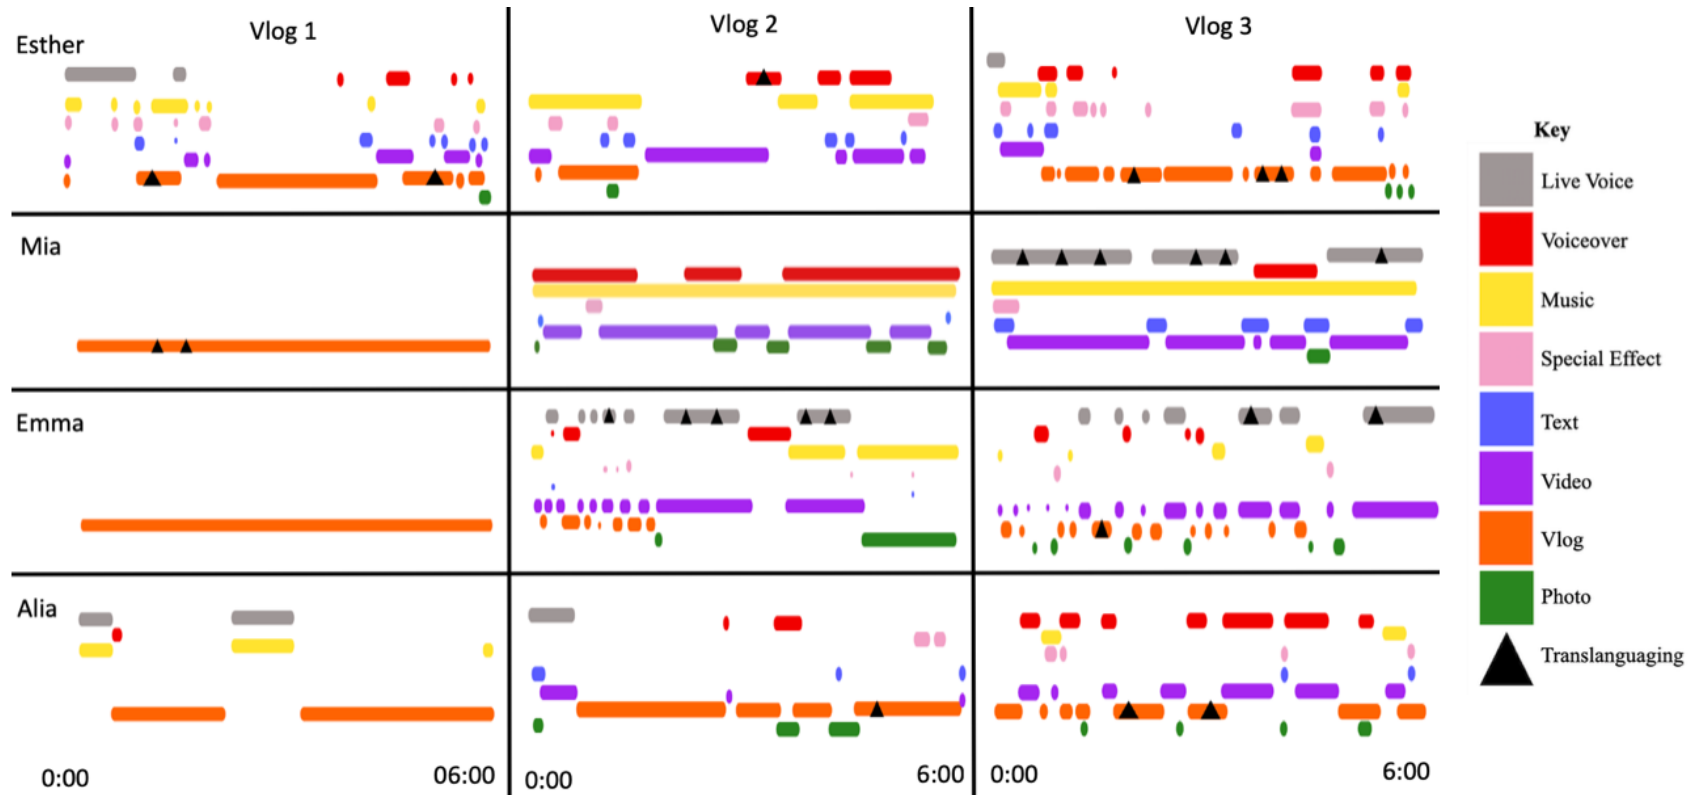 Vlog 1
Vlog 2
Vlog 3
Esther
Mia
Emma
Alia
0:00
06:00
0:00
6:00
0:00
6:00
Key
Live Voice
Voiceover
Music
Special Effect
Text
Video
Vlog
Photo
Translanguaging